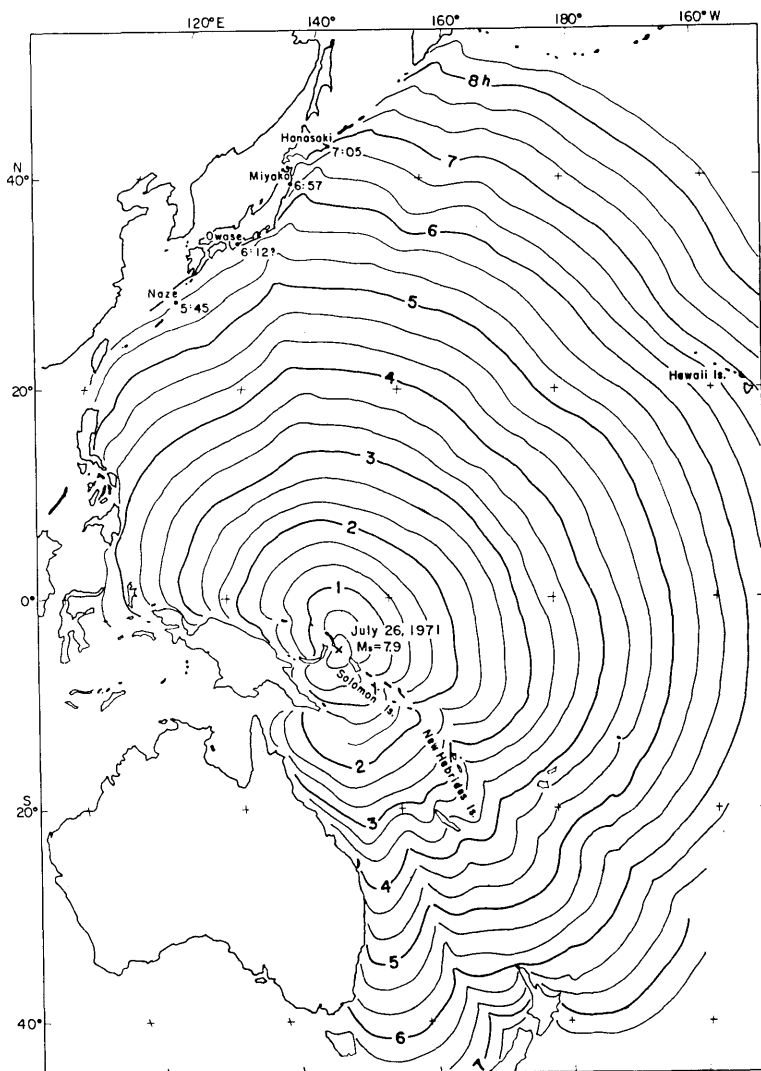 120°E 140° 160° 180° 160°W
8h
Hanasaki
7:05
7
N
40°
Miyako
6:57
6
Owase
6:12?
Naze
5:45
5
Hawaii Is.
20°
4
3
2
1
0°
July 26, 1971
Ms=7.9
Solomon Is.
New Hebrides Is.
2
S
20°
3
4
5
6
40°
7